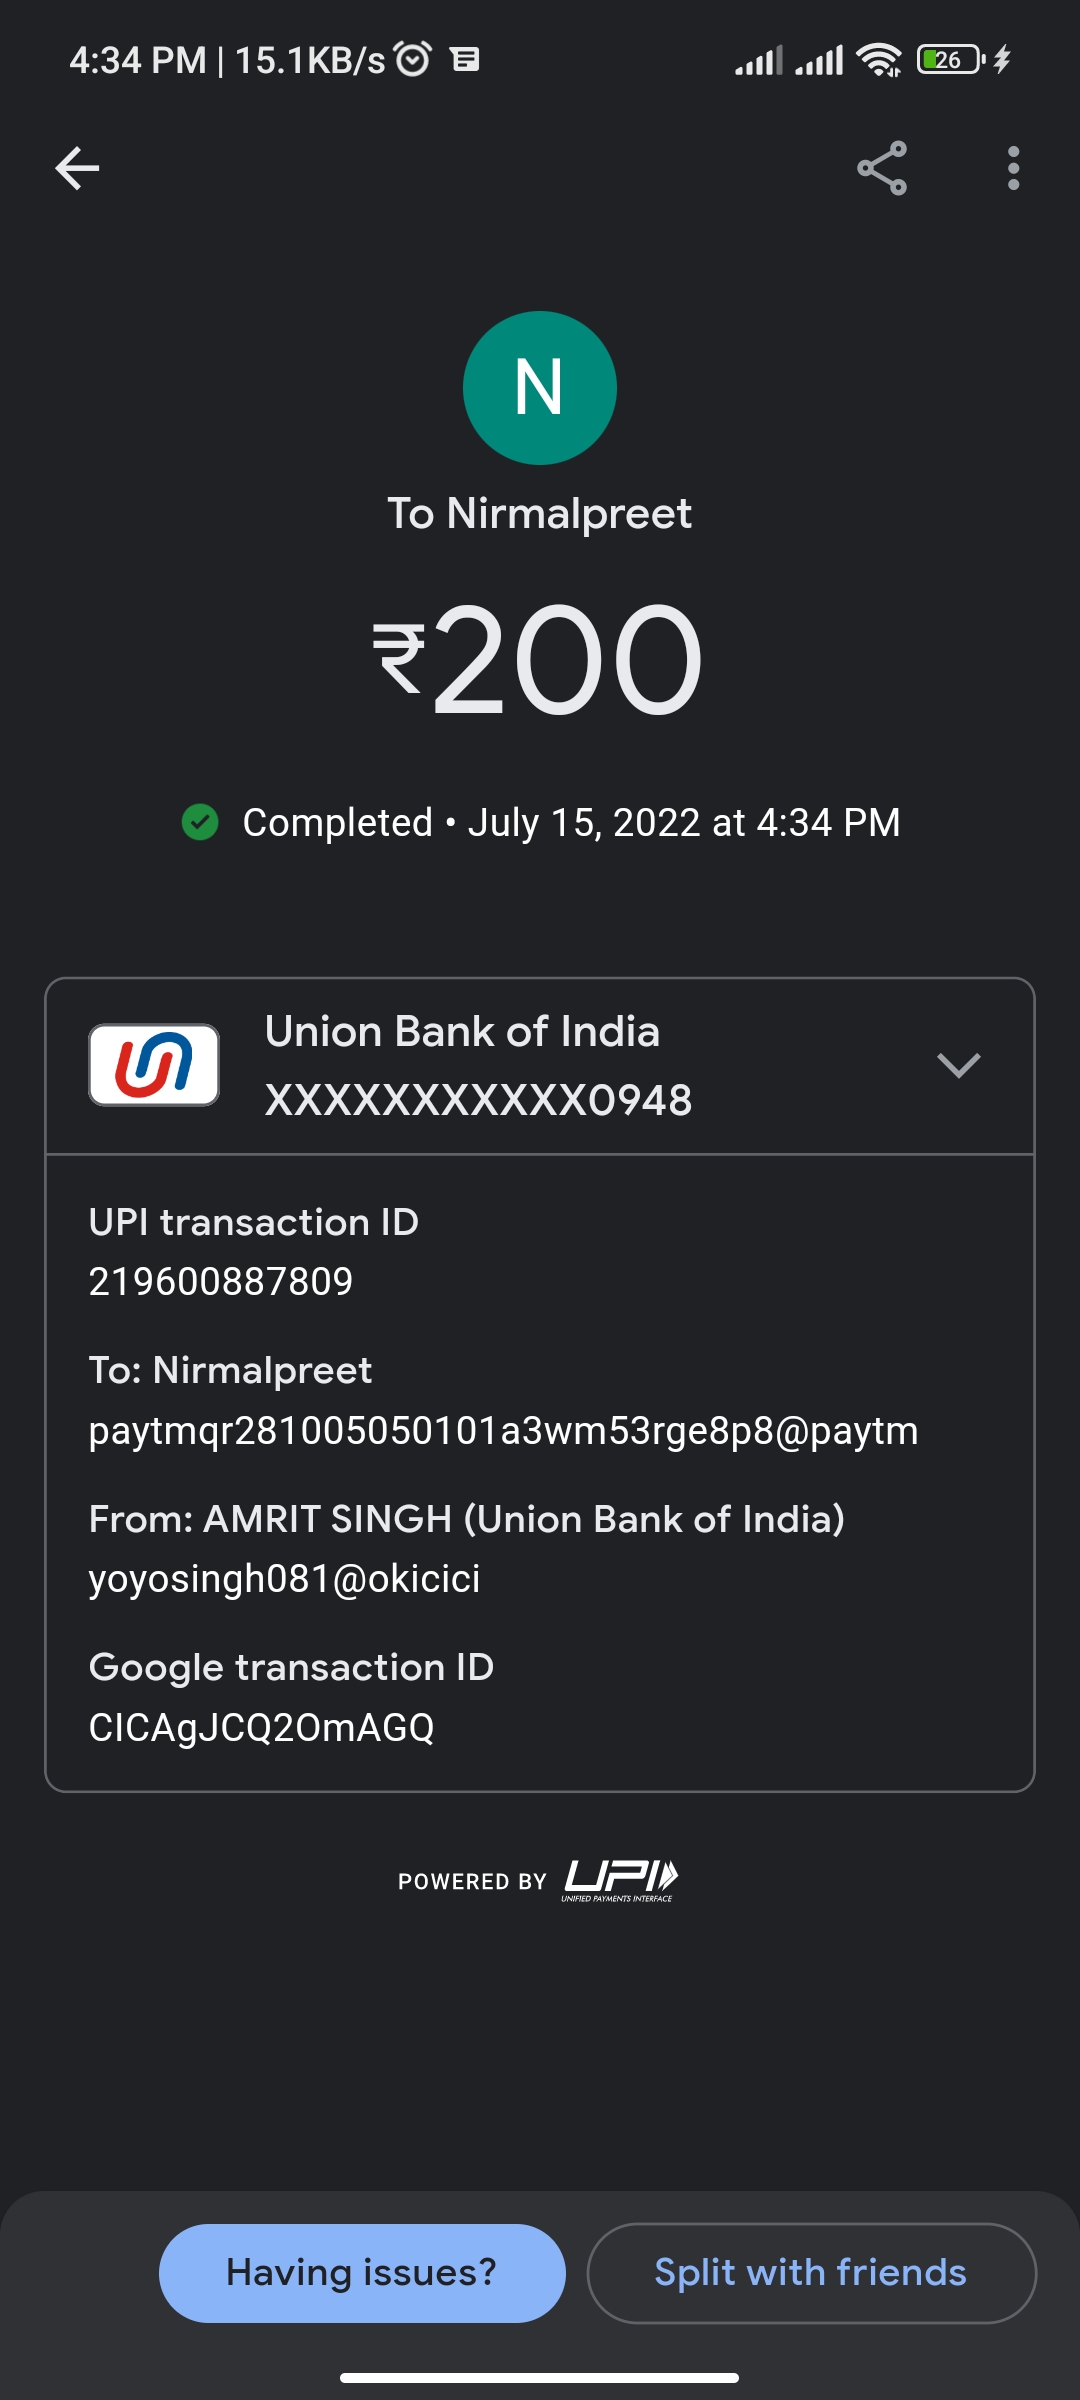 4:34 PM | 15.1KB/s
26
N
To Nirmalpreet
₹200
Completed • July 15, 2022 at 4:34 PM
Union Bank of India
XXXXXXXXXXX0948
UPI transaction ID
219600887809
To: Nirmalpreet
paytmqr281005050101a3wm53rge8p8@paytm
From: AMRIT SINGH (Union Bank of India)
yoyosingh081@okicici
Google transaction ID
CICAgJCQ2OmAGQ
POWERED BY UPI
UNIFIED PAYMENTS INTERFACE
Having issues?
Split with friends